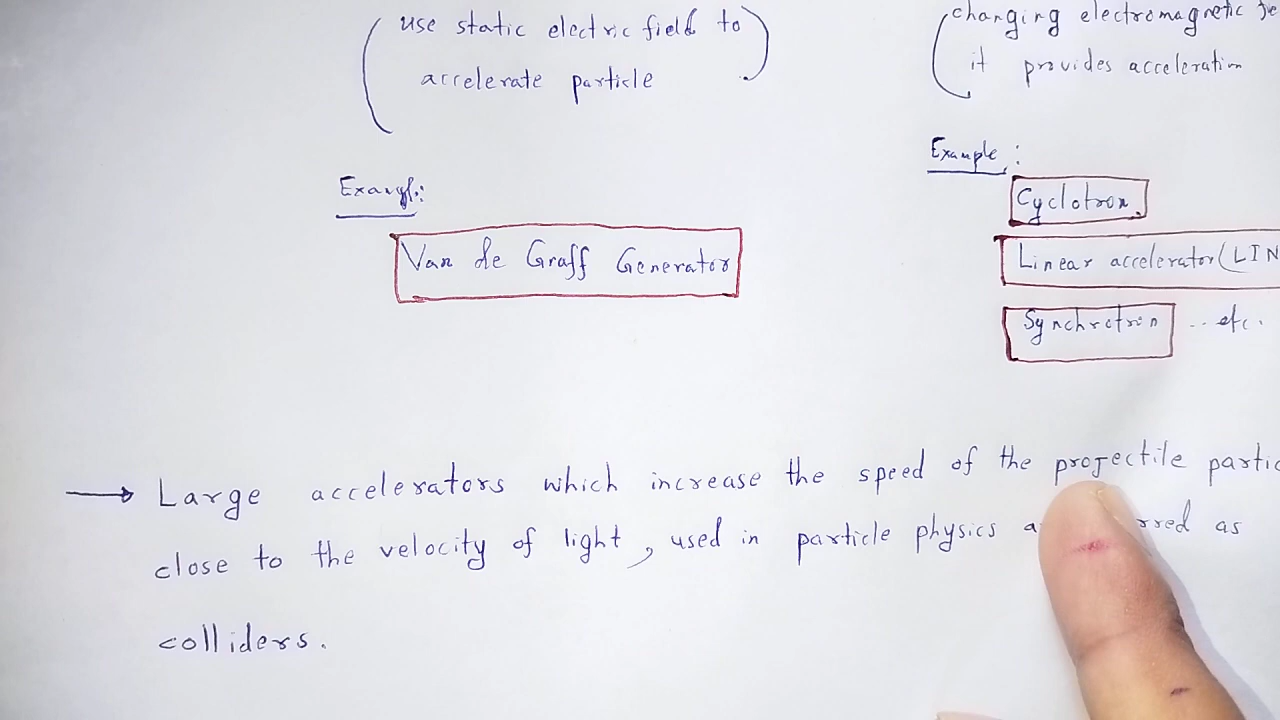 use static electric field to
accelerate particle
Example:
Van de Graff Generator
changing electromagnetic
it provides acceleration
Example :
Cyclotron
Linear accelerator (LIN
Synchrotron .. etc.
→ Large accelerators which increase the speed of the projectile
close to the velocity of light, used in particle physics as
colliders.